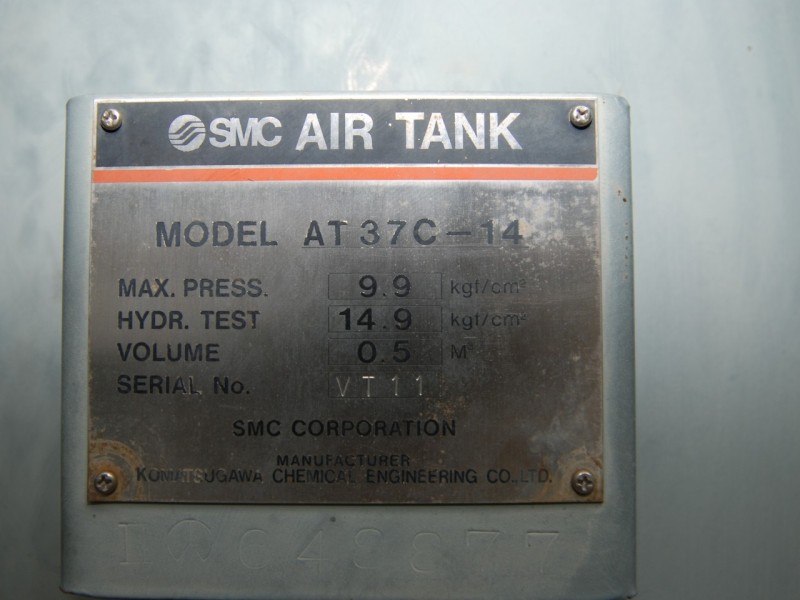 SMC AIR TANK
MODEL AT37C-14
MAX. PRESS. 9.9 kgf/cm²
HYDR. TEST 14.9 kgf/cm²
VOLUME 0.5 M³
SERIAL No. VT11
SMC CORPORATION
MANUFACTURER
KOMATSUGAWA CHEMICAL ENGINEERING CO.,LTD.